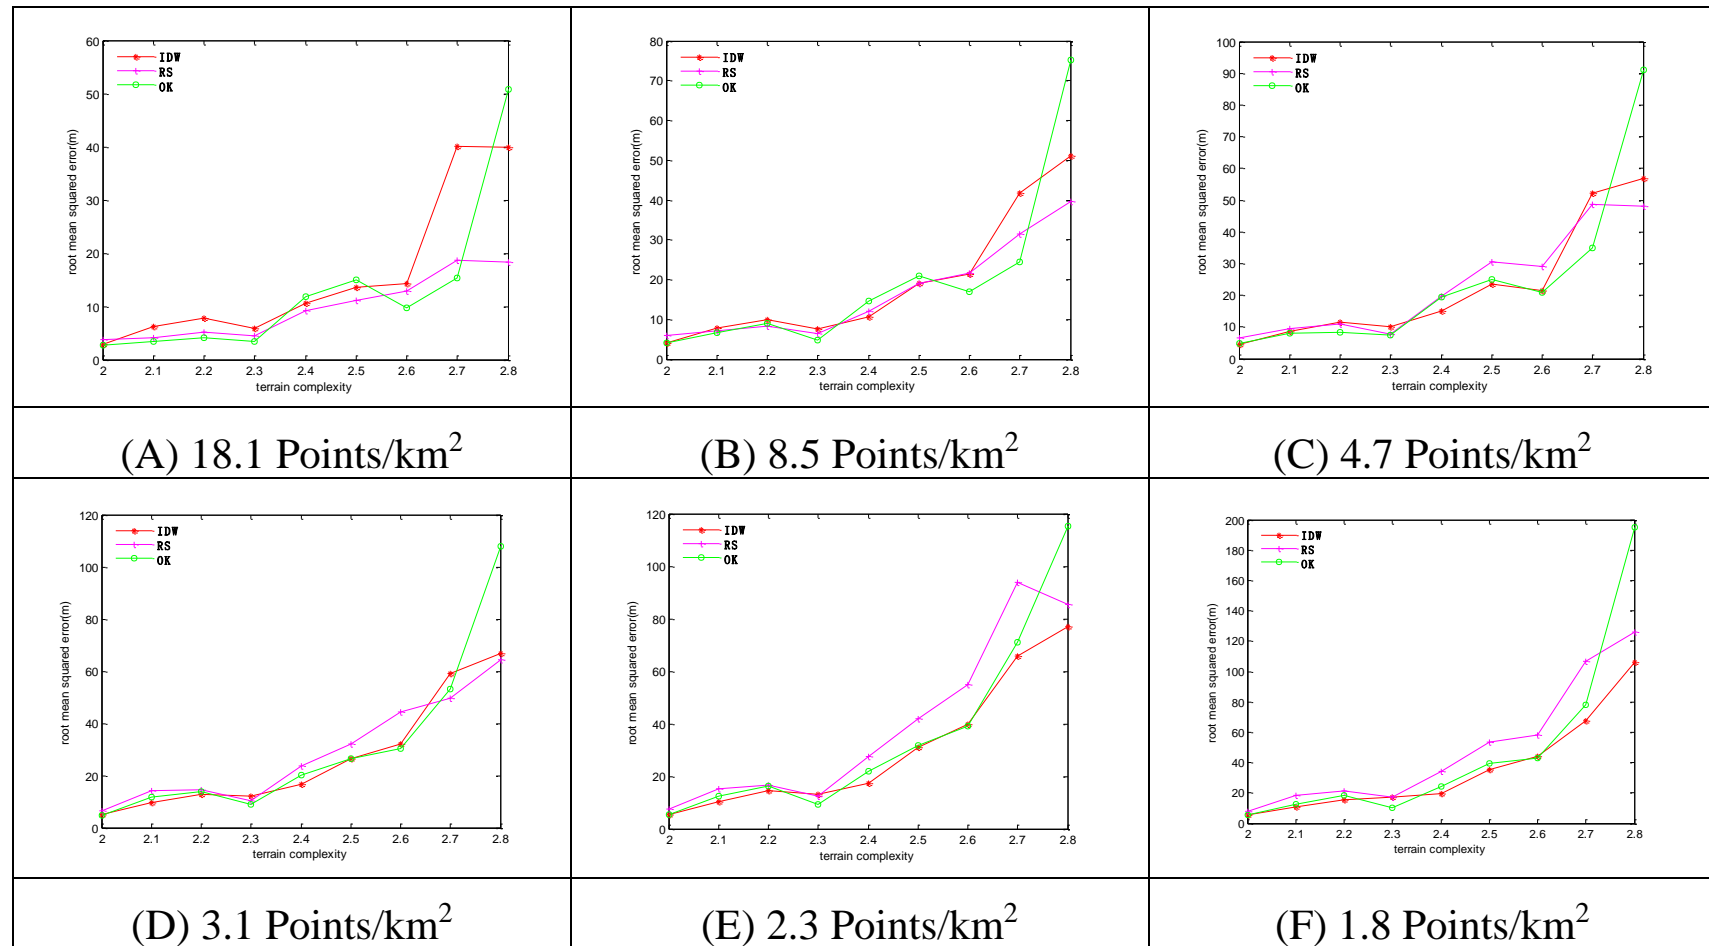 60
50
40
30
20
10
0
IDW
RS
OK
root mean squared error(m)
2 2.1 2.2 2.3 2.4 2.5 2.6 2.7 2.8
terrain complexity
80
70
60
50
40
30
20
10
0
IDW
RS
OK
root mean squared error(m)
2 2.1 2.2 2.3 2.4 2.5 2.6 2.7 2.8
terrain complexity
100
90
80
70
60
50
40
30
20
10
0
IDW
RS
OK
root mean squared error(m)
2 2.1 2.2 2.3 2.4 2.5 2.6 2.7 2.8
terrain complexity
(A) 18.1 Points/km²
(B) 8.5 Points/km²
(C) 4.7 Points/km²
120
100
80
60
40
20
0
IDW
RS
OK
root mean squared error(m)
2 2.1 2.2 2.3 2.4 2.5 2.6 2.7 2.8
terrain complexity
120
100
80
60
40
20
0
IDW
RS
OK
root mean squared error(m)
2 2.1 2.2 2.3 2.4 2.5 2.6 2.7 2.8
terrain complexity
200
180
160
140
120
100
80
60
40
20
0
IDW
RS
OK
root mean squared error(m)
2 2.1 2.2 2.3 2.4 2.5 2.6 2.7 2.8
terrain complexity
(D) 3.1 Points/km²
(E) 2.3 Points/km²
(F) 1.8 Points/km²